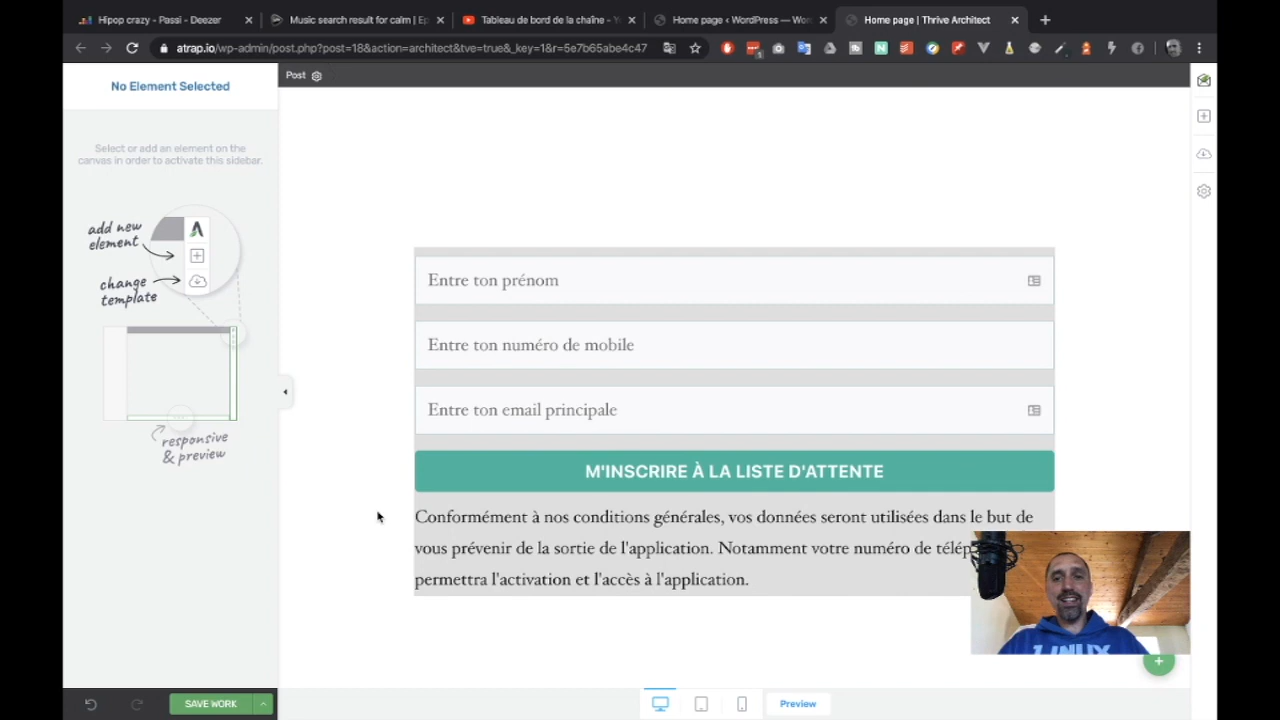 Hipop crazy - Passi - Deezer
Music search result for calm | Ep
Tableau de bord de la chaîne - Y
Home page ‹ WordPress — Wor
Home page | Thrive Architect
atrap.io/wp-admin/post.php?post=18&action=architect&tve=true&_key=1&r=5e7b65abe4c47
No Element Selected
Post
Select or add an element on the
canvas in order to activate this sidebar.
add new
element
change
template
responsive
& preview
Entre ton prénom
Entre ton numéro de mobile
Entre ton email principale
M'INSCRIRE À LA LISTE D'ATTENTE
Conformément à nos conditions générales, vos données seront utilisées dans le but de
vous prévenir de la sortie de l'application. Notamment votre numéro de télép
permettra l'activation et l'accès à l'application.
LINUX
SAVE WORK
Preview